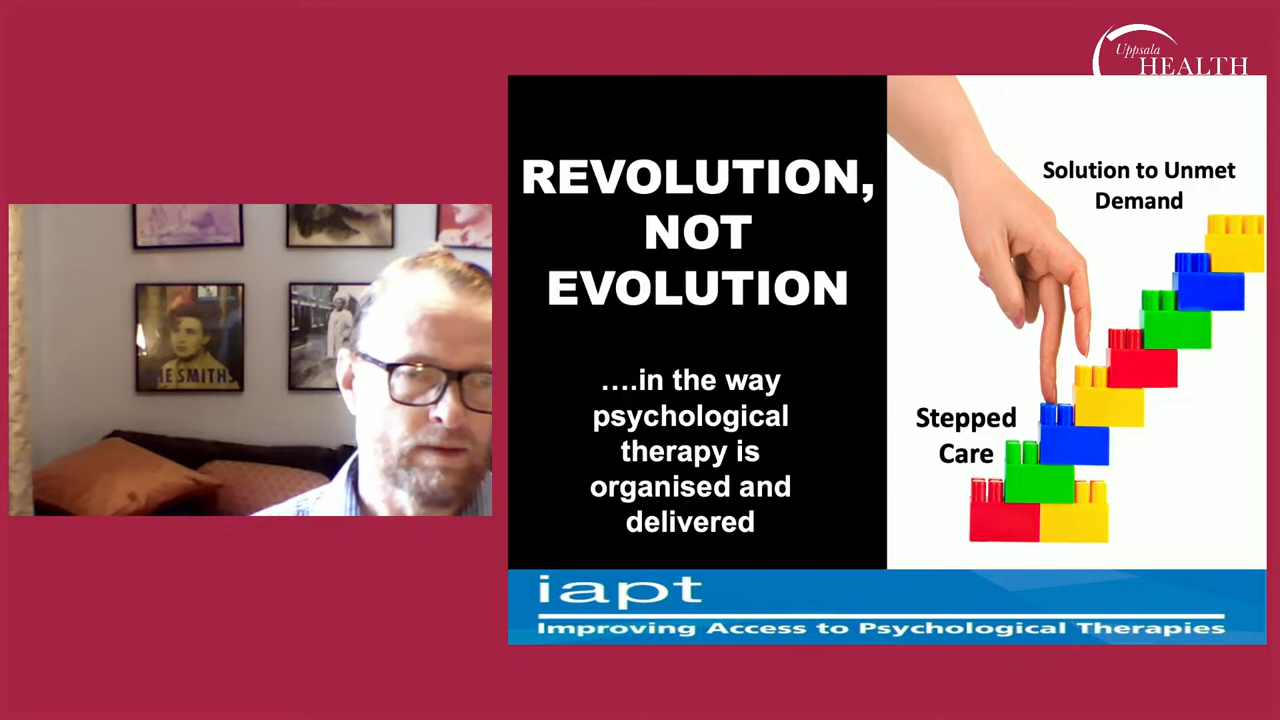 Uppsala
HEALTH
REVOLUTION,
NOT
EVOLUTION
….in the way
psychological
therapy is
organised and
delivered
Solution to Unmet
Demand
Stepped
Care
THE SMITHS
iapt
Improving Access to Psychological Therapies